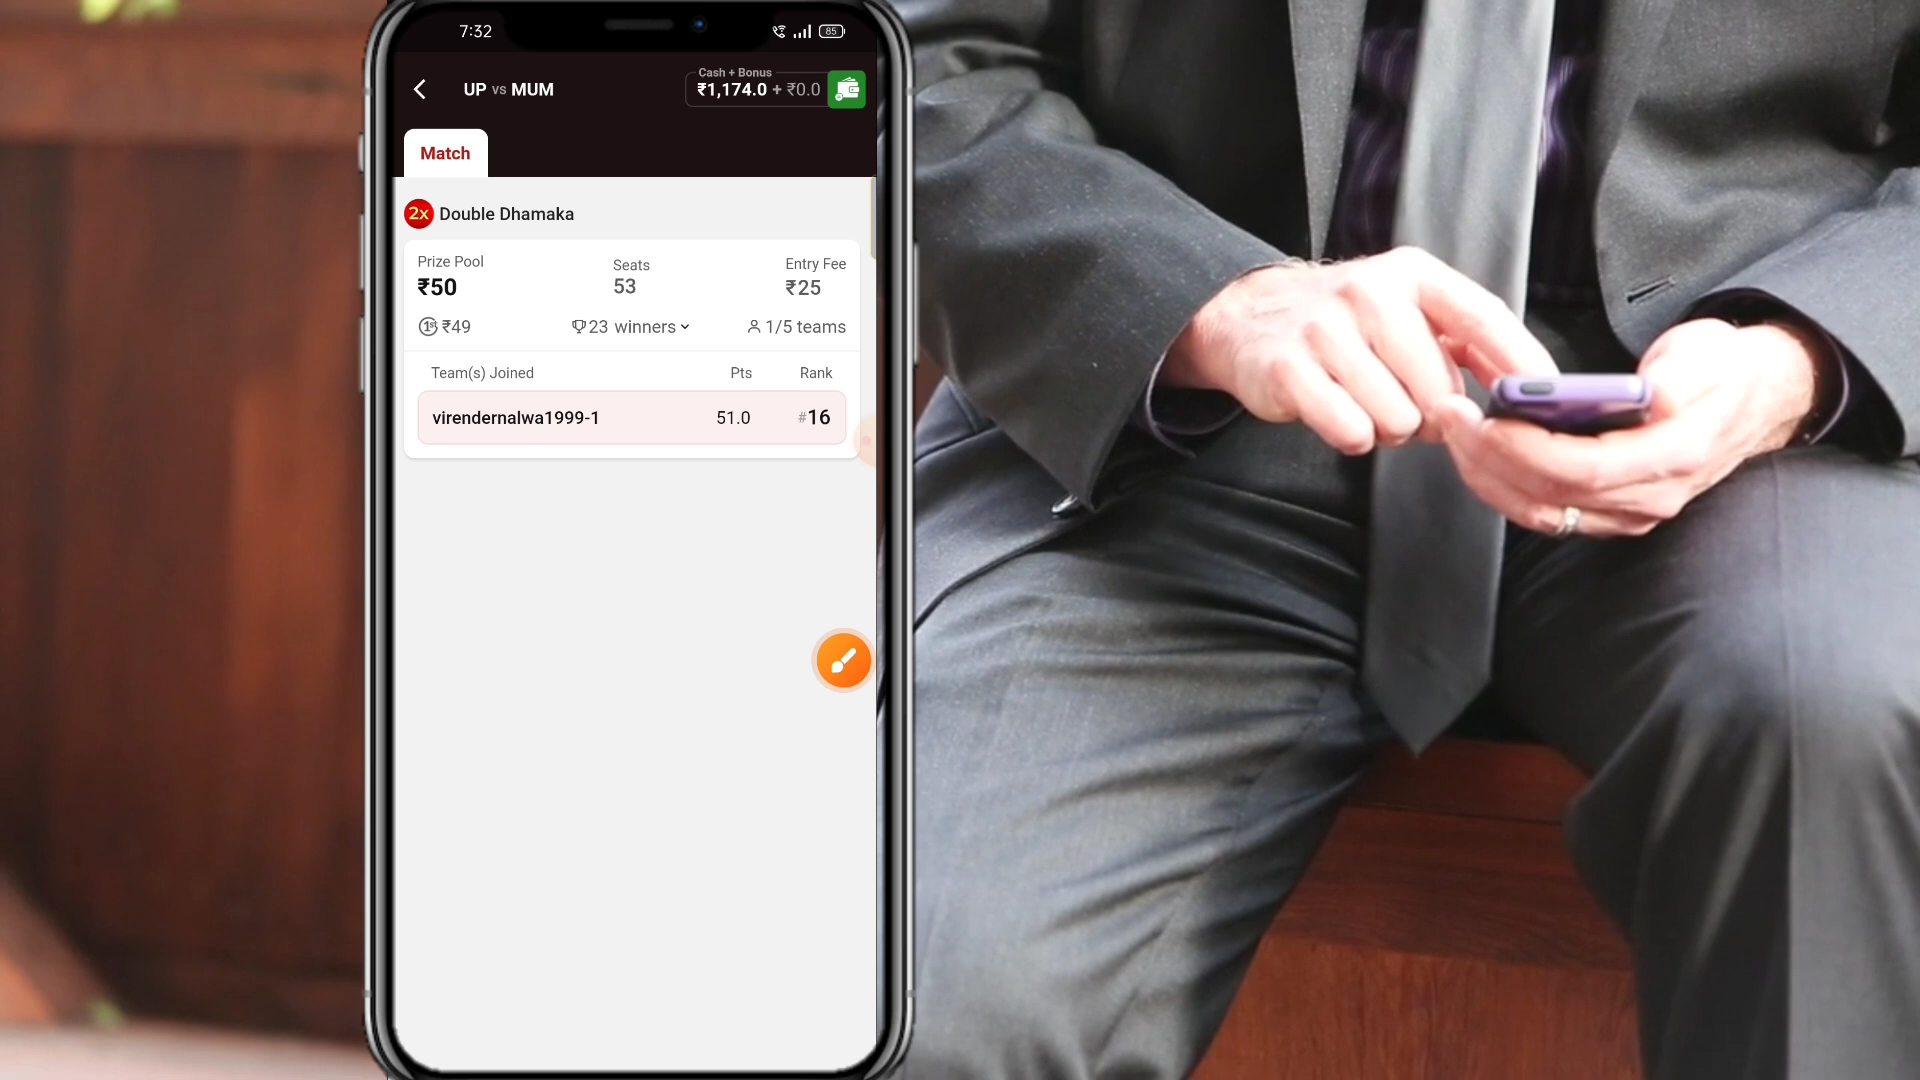 7:32
85
UP vs MUM
Cash + Bonus
₹1,174.0 + ₹0.0
Match
2x Double Dhamaka
Prize Pool
Seats
Entry Fee
₹50
53
₹25
1st ₹49
23 winners
1/5 teams
Team(s) Joined
Pts
Rank
virendernalwa1999-1
51.0
#16